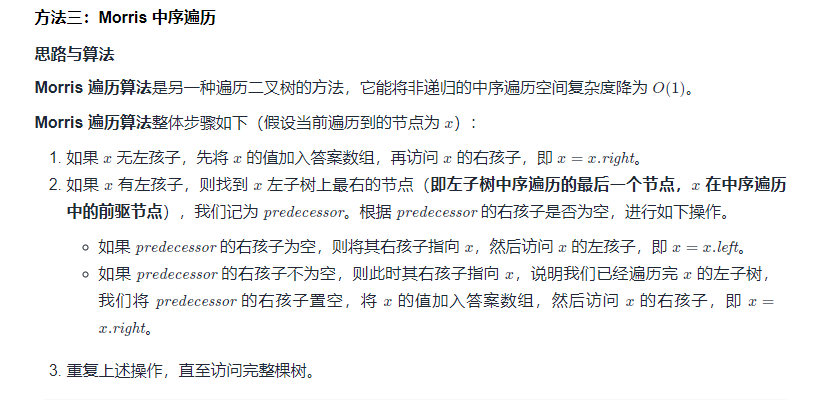 方法三：Morris 中序遍历
思路与算法
Morris 遍历算法是另一种遍历二叉树的方法，它能将非递归的中序遍历空间复杂度降为 O(1)。
Morris 遍历算法整体步骤如下（假设当前遍历到的节点为 x）：
1. 如果 x 无左孩子，先将 x 的值加入答案数组，再访问 x 的右孩子，即 x = x.right。
2. 如果 x 有左孩子，则找到 x 左子树上最右的节点（即左子树中序遍历的最后一个节点，x 在中序遍历
中的前驱节点），我们记为 predecessor。根据 predecessor 的右孩子是否为空，进行如下操作。
○ 如果 predecessor 的右孩子为空，则将其右孩子指向 x，然后访问 x 的左孩子，即 x = x.left。
○ 如果 predecessor 的右孩子不为空，则此时其右孩子指向 x，说明我们已经遍历完 x 的左子树，
我们将 predecessor 的右孩子置空，将 x 的值加入答案数组，然后访问 x 的右孩子，即 x =
x.right。
3. 重复上述操作，直至访问完整棵树。